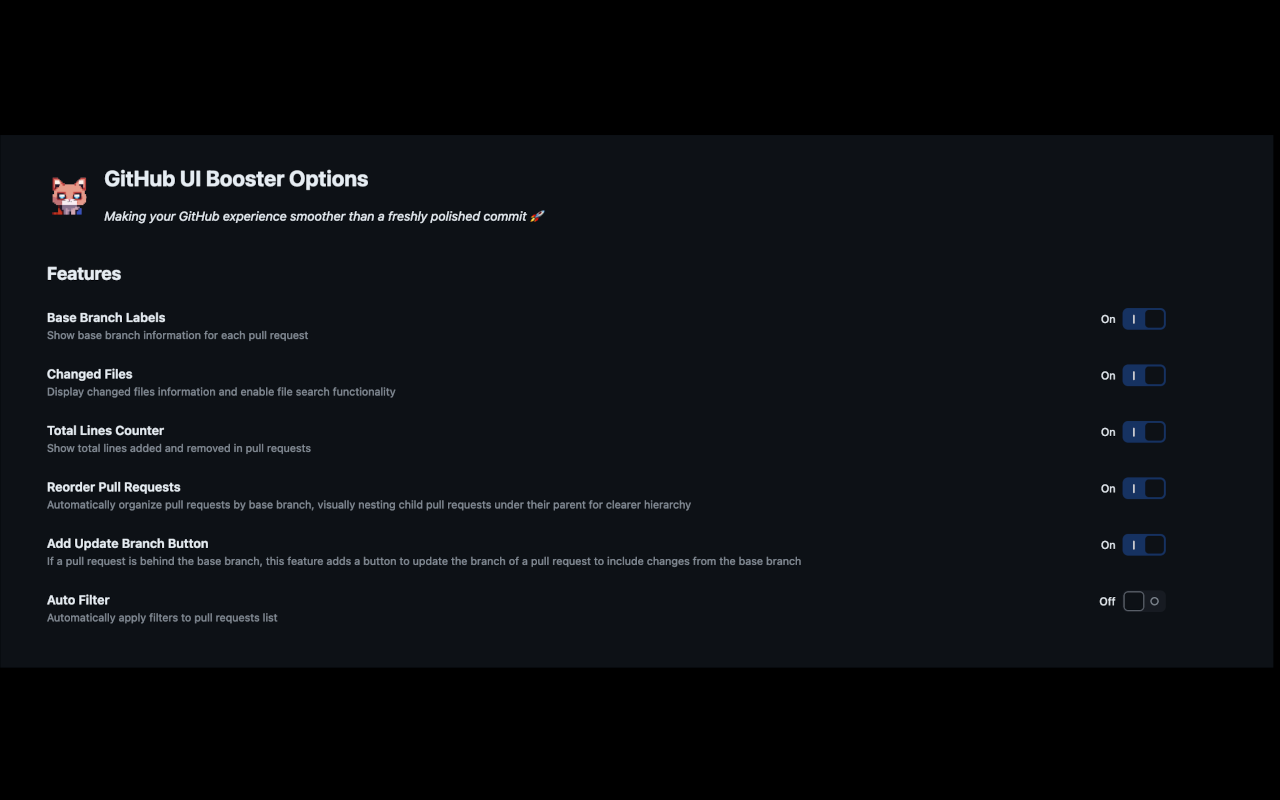 GitHub UI Booster Options
Making your GitHub experience smoother than a freshly polished commit 🚀
Features
Base Branch Labels
On
Show base branch information for each pull request
Changed Files
On
Display changed files information and enable file search functionality
Total Lines Counter
On
Show total lines added and removed in pull requests
Reorder Pull Requests
On
Automatically organize pull requests by base branch, visually nesting child pull requests under their parent for clearer hierarchy
Add Update Branch Button
On
If a pull request is behind the base branch, this feature adds a button to update the branch of a pull request to include changes from the base branch
Auto Filter
Off
Automatically apply filters to pull requests list